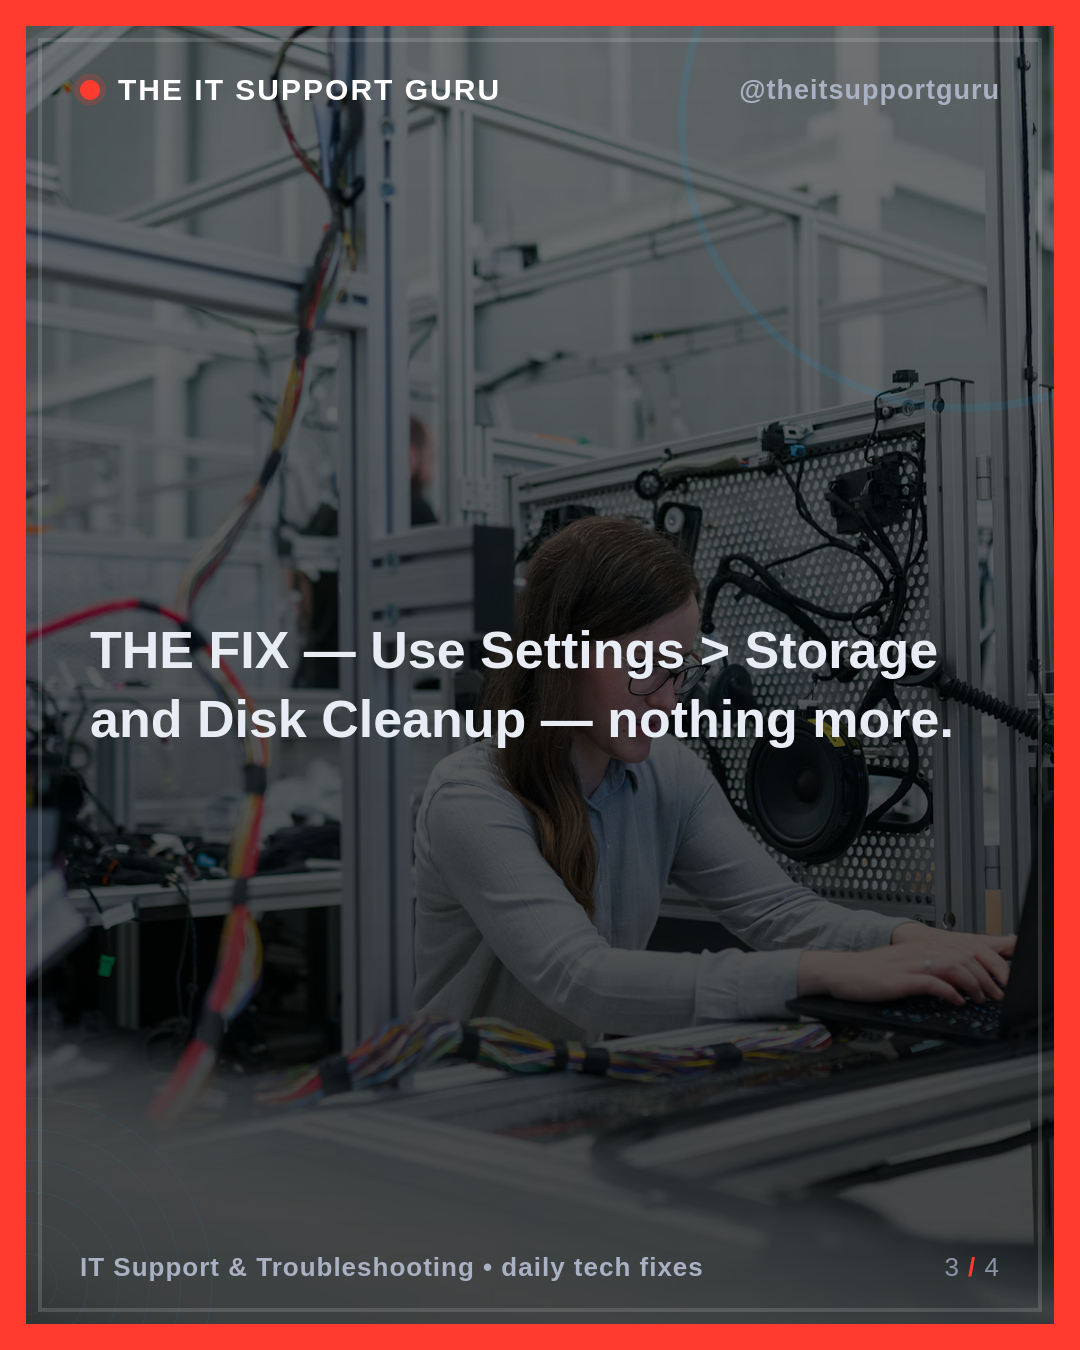 THE IT SUPPORT GURU
@theitsupportguru
THE FIX — Use Settings > Storage
and Disk Cleanup — nothing more.
IT Support & Troubleshooting • daily tech fixes
3 / 4